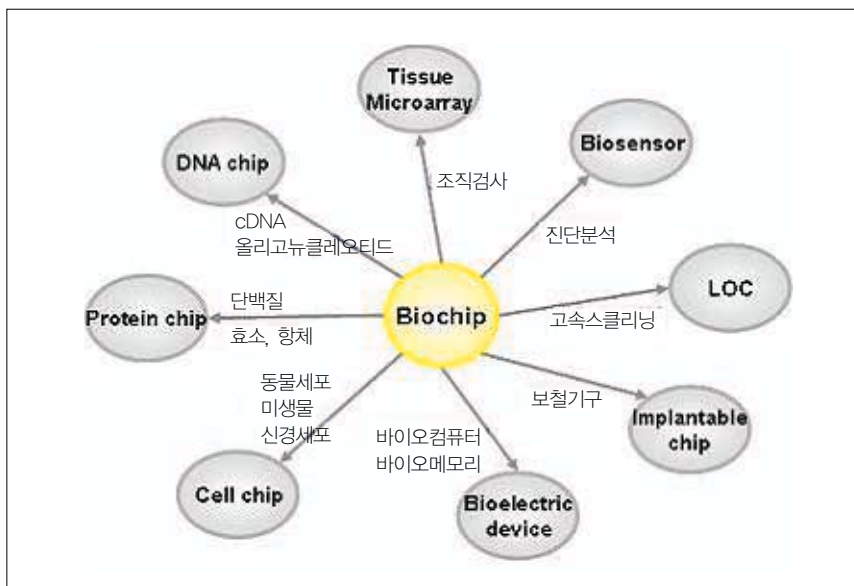 Tissue
Microarray
Biosensor
DNA chip
조직검사
cDNA
올리고뉴클레오티드
진단분석
LOC
단백질
Protein chip
Biochip
고속스클리닝
효소, 항체
동물세포
미생물
신경세포
보철기구
Implantable
chip
바이오컴퓨터
바이오메모리
Cell chip
Bioelectric
device